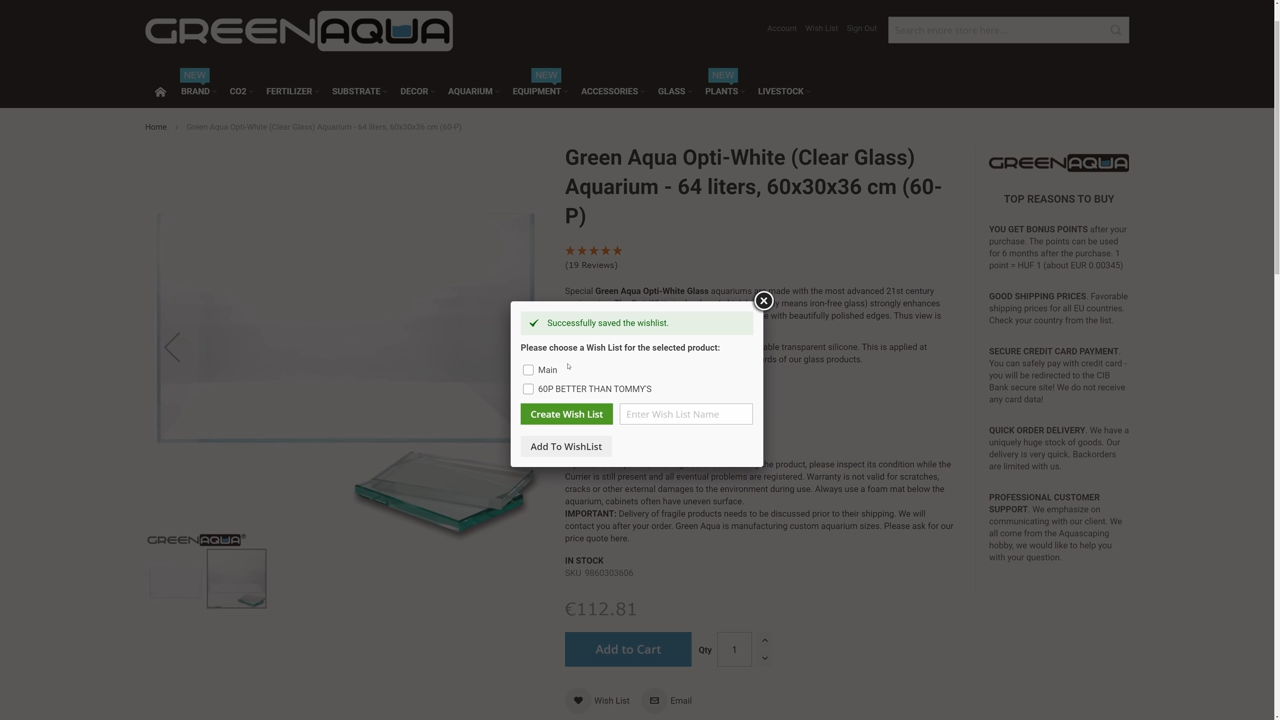 GREENAQUA
Account Wish List Sign Out
Search entire store here...
NEW NEW NEW
BRAND CO2 FERTILIZER SUBSTRATE DECOR AQUARIUM EQUIPMENT ACCESSORIES GLASS PLANTS LIVESTOCK
Home > Green Aqua Opti-White (Clear Glass) Aquarium - 64 liters, 60x30x36 cm (60-P)
Green Aqua Opti-White (Clear Glass)
Aquarium - 64 liters, 60x30x36 cm (60-
P)
(19 Reviews)
Special Green Aqua Opti-White Glass aquariums made with the most advanced 21st century
means iron-free glass) strongly enhances
with beautifully polished edges. Thus view is
able transparent silicone. This is applied at
rds of our glass products.
Successfully saved the wishlist.
Please choose a Wish List for the selected product:
Main
60P BETTER THAN TOMMY'S
Create Wish List
Enter Wish List Name
Add To WishList
the product, please inspect its condition while the
Currier is still present and all eventual problems are registered. Warranty is not valid for scratches,
cracks or other external damages to the environment during use. Always use a foam mat below the
aquarium, cabinets often have uneven surface.
IMPORTANT: Delivery of fragile products needs to be discussed prior to their shipping. We will
contact you after your order. Green Aqua is manufacturing custom aquarium sizes. Please ask for our
price quote here.
IN STOCK
SKU 9860303606
€112.81
Add to Cart
Qty 1
Wish List
Email
GREENAQUA
GREENAQUA
TOP REASONS TO BUY
YOU GET BONUS POINTS after your
purchase. The points can be used
for 6 months after the purchase. 1
point = HUF 1 (about EUR 0.00345)
GOOD SHIPPING PRICES. Favorable
shipping prices for all EU countries.
Check your country from the list.
SECURE CREDIT CARD PAYMENT.
You can safely pay with credit card -
you will be redirected to the CIB
Bank secure site! We do not receive
any card data!
QUICK ORDER DELIVERY. We have a
uniquely huge stock of goods. Our
delivery is very quick. Backorders
are limited with us.
PROFESSIONAL CUSTOMER
SUPPORT. We emphasize on
communicating with our client. We
all come from the Aquascaping
hobby, we would like to help you
with your question.